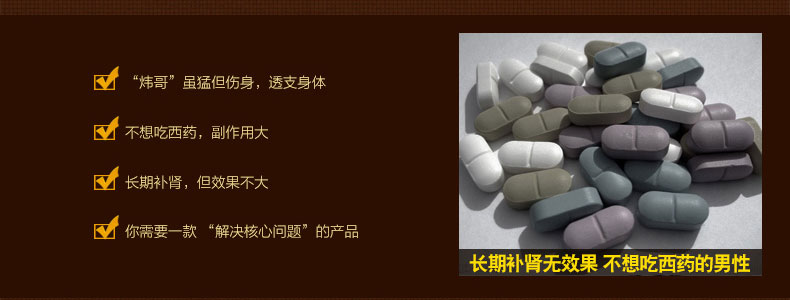 “炜哥”虽猛但伤身，透支身体
不想吃西药，副作用大
长期补肾，但效果不大
你需要一款 “解决核心问题”的产品
长期补肾无效果 不想吃西药的男性